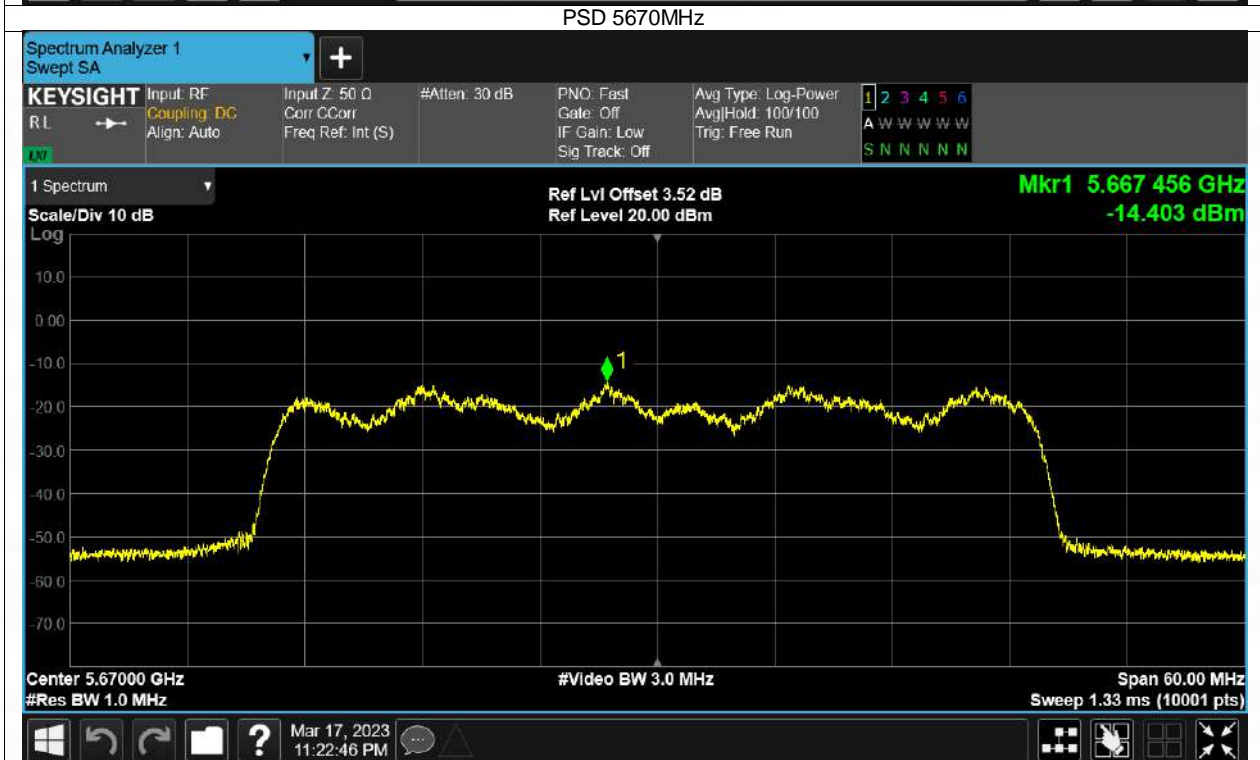 PSD 5670MHz
Spectrum Analyzer 1
Swept SA
+
KEYSIGHT
RL
LXI
Input: RF
Coupling: DC
Align: Auto
Input Z: 50 Ω
Corr CCorr
Freq Ref: Int (S)
#Atten: 30 dB
PNO: Fast
Gate: Off
IF Gain: Low
Sig Track: Off
Avg Type: Log-Power
Avg|Hold: 100/100
Trig: Free Run
1 2 3 4 5 6
A W W W W W
S N N N N N
1 Spectrum
Scale/Div 10 dB
Ref Lvl Offset 3.52 dB
Ref Level 20.00 dBm
Mkr1 5.667 456 GHz
-14.403 dBm
Log
10.0
0.00
-10.0
-20.0
-30.0
-40.0
-50.0
-60.0
-70.0
1
Center 5.67000 GHz
#Res BW 1.0 MHz
#Video BW 3.0 MHz
Span 60.00 MHz
Sweep 1.33 ms (10001 pts)
?
Mar 17, 2023
11:22:46 PM